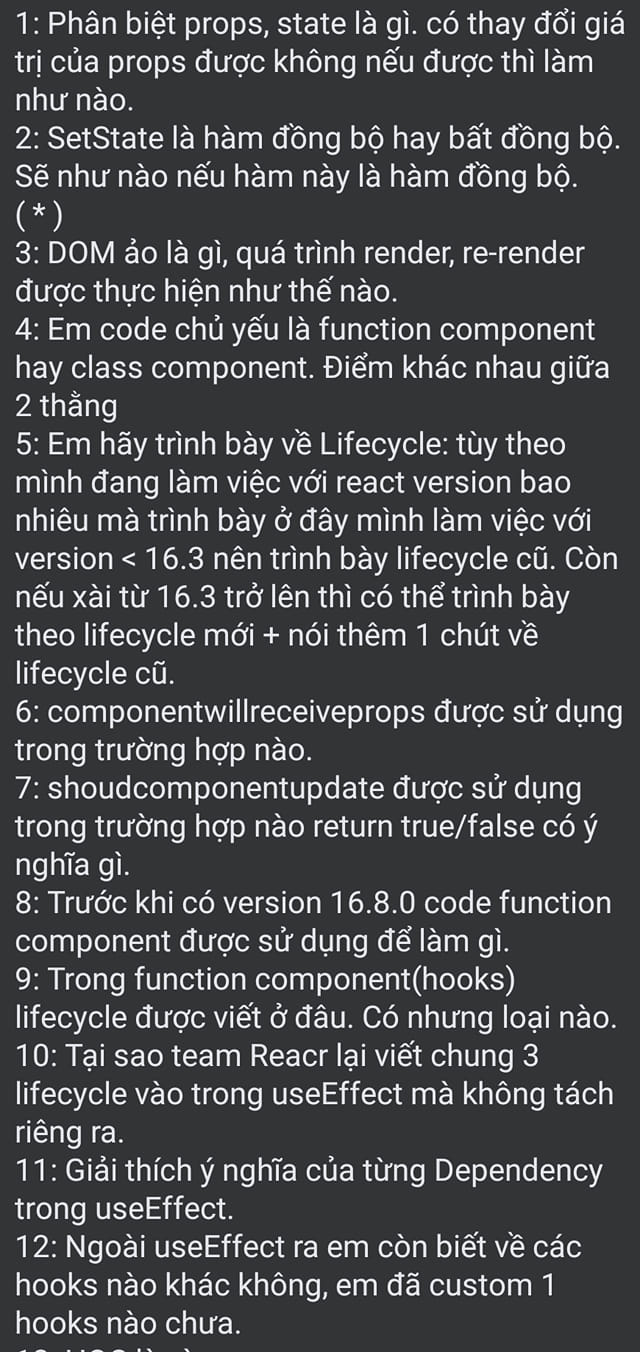 1: Phân biệt props, state là gì. có thay đổi giá
trị của props được không nếu được thì làm
như nào.
2: SetState là hàm đồng bộ hay bất đồng bộ.
Sẽ như nào nếu hàm này là hàm đồng bộ.
( * )
3: DOM ảo là gì, quá trình render, re-render
được thực hiện như thế nào.
4: Em code chủ yếu là function component
hay class component. Điểm khác nhau giữa
2 thằng
5: Em hãy trình bày về Lifecycle: tùy theo
mình đang làm việc với react version bao
nhiêu mà trình bày ở đây mình làm việc với
version < 16.3 nên trình bày lifecycle cũ. Còn
nếu xài từ 16.3 trở lên thì có thể trình bày
theo lifecycle mới + nói thêm 1 chút về
lifecycle cũ.
6: componentwillreceiveprops được sử dụng
trong trường hợp nào.
7: shoudcomponentupdate được sử dụng
trong trường hợp nào return true/false có ý
nghĩa gì.
8: Trước khi có version 16.8.0 code function
component được sử dụng để làm gì.
9: Trong function component(hooks)
lifecycle được viết ở đâu. Có nhưng loại nào.
10: Tại sao team Reacr lại viết chung 3
lifecycle vào trong useEffect mà không tách
riêng ra.
11: Giải thích ý nghĩa của từng Dependency
trong useEffect.
12: Ngoài useEffect ra em còn biết về các
hooks nào khác không, em đã custom 1
hooks nào chưa.